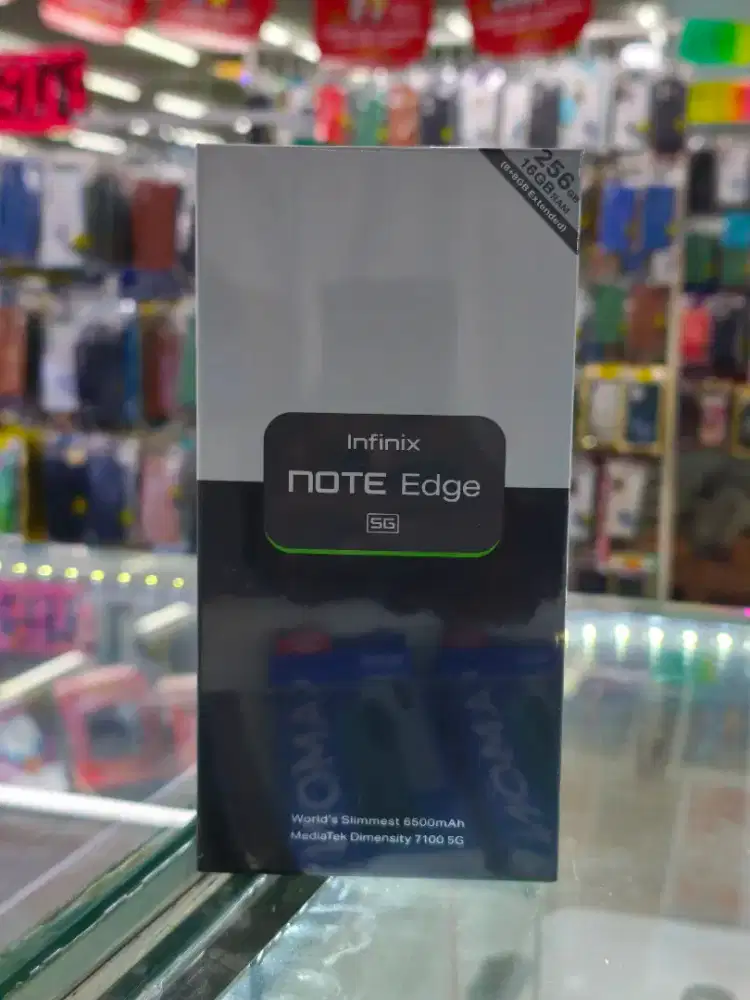 256GB
16GB RAM
(8+8GB Extended)
Infinix
NOTE Edge
5G
World's Slimmest 6500mAh
MediaTek Dimensity 7100 5G